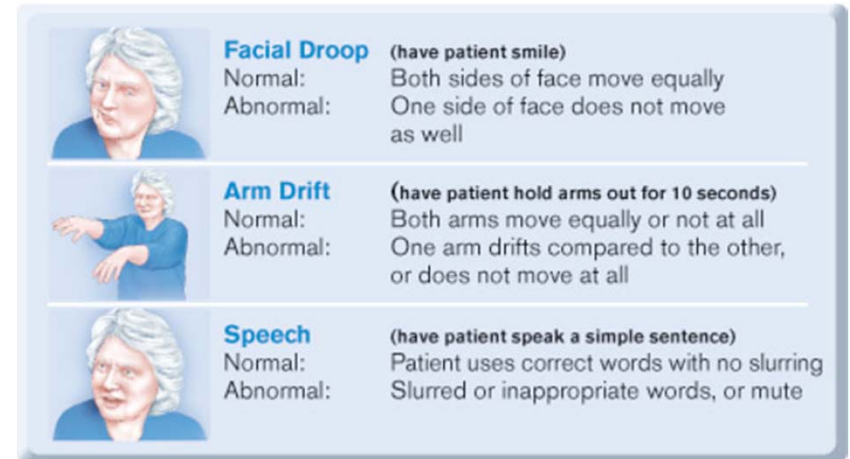 Facial Droop (have patient smile)
Normal: Both sides of face move equally
Abnormal: One side of face does not move
as well
Arm Drift (have patient hold arms out for 10 seconds)
Normal: Both arms move equally or not at all
Abnormal: One arm drifts compared to the other,
or does not move at all
Speech (have patient speak a simple sentence)
Normal: Patient uses correct words with no slurring
Abnormal: Slurred or inappropriate words, or mute